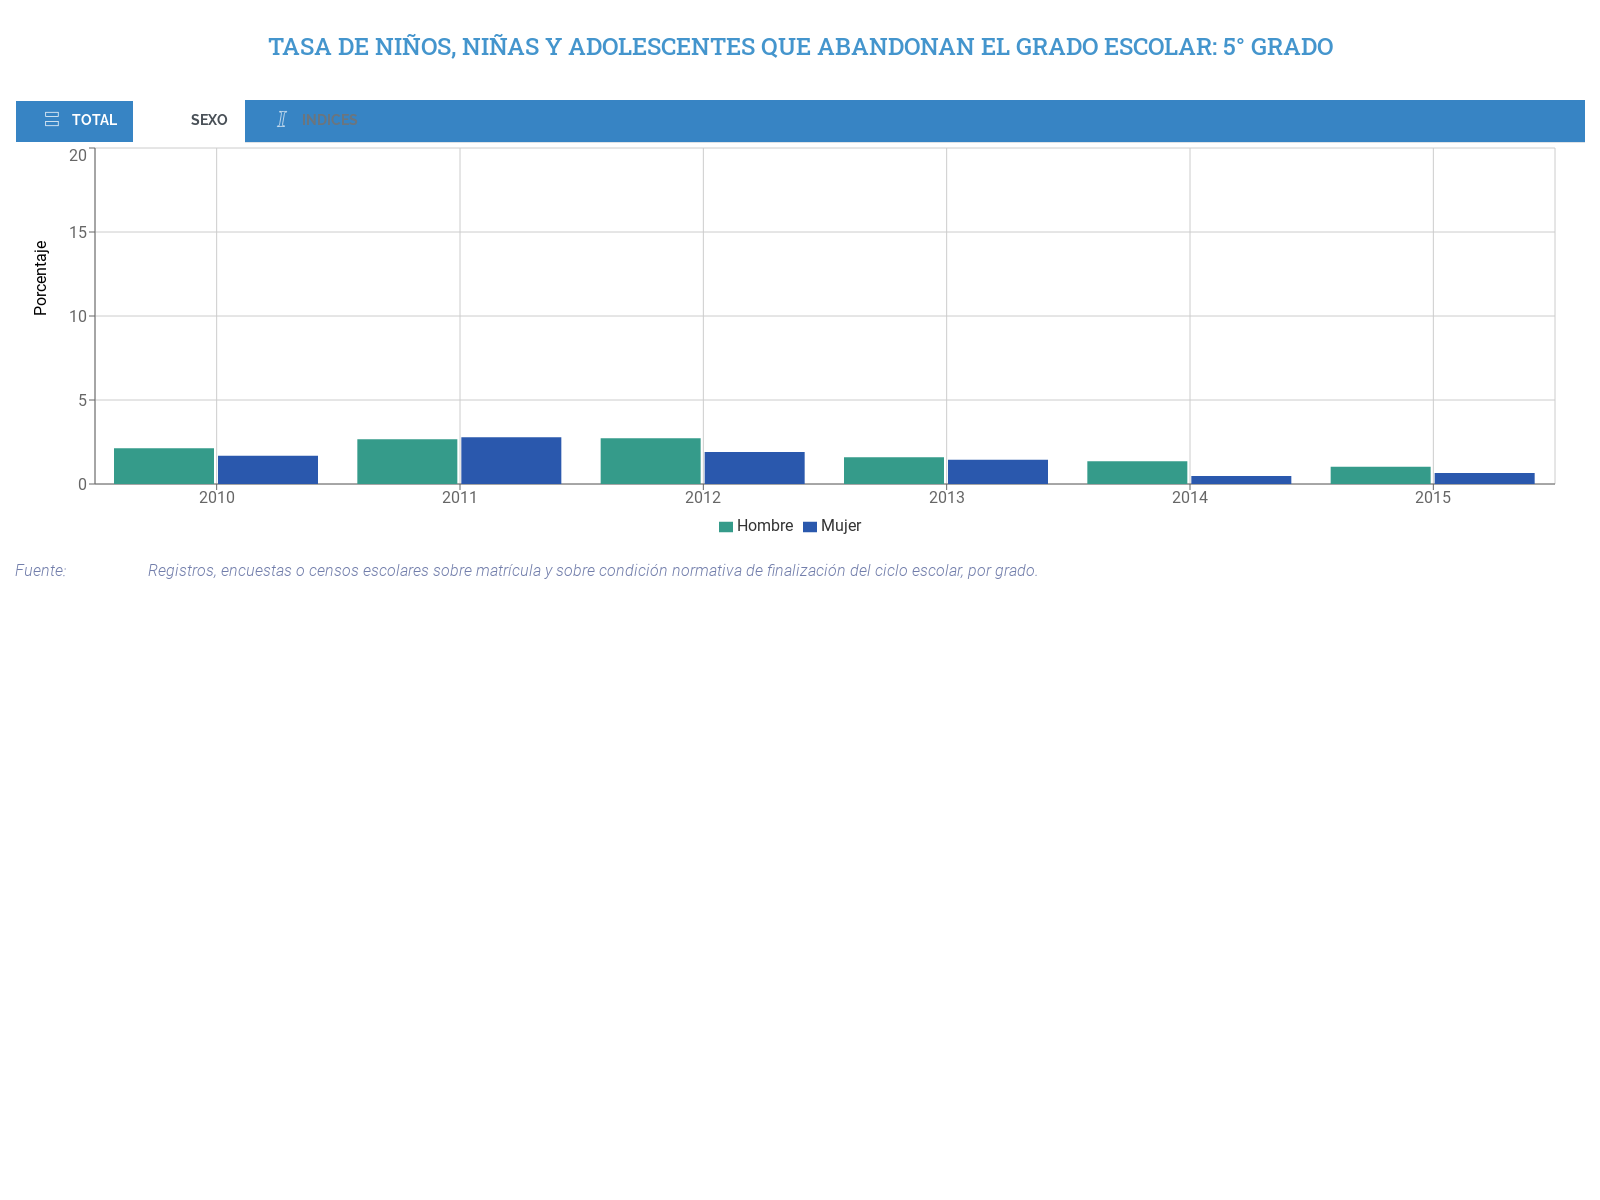 TASA DE NIÑOS, NIÑAS Y ADOLESCENTES QUE ABANDONAN EL GRADO ESCOLAR: 5° GRADO
TOTAL SEXO INDICES
20
15
10
5
0
Porcentaje
2010 2011 2012 2013 2014 2015
Hombre Mujer
Fuente: Registros, encuestas o censos escolares sobre matrícula y sobre condición normativa de finalización del ciclo escolar, por grado.